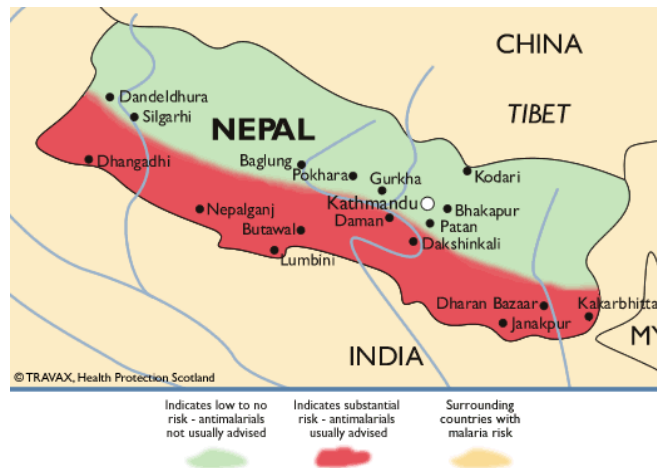 CHINA
TIBET
NEPAL
Dandeldhura
Silgarhi
Dhangadhi
Baglung
Pokhara
Gurkha
Kodari
Kathmandu
Bhakapur
Nepalganj
Daman
Patan
Butawal
Dakshinkali
Lumbini
Dharan Bazaar
Kakarbhitta
Janakpur
MY
INDIA
© TRAVAX, Health Protection Scotland
Indicates low to no
risk - antimalarials
not usually advised
Indicates substantial
risk - antimalarials
usually advised
Surrounding
countries with
malaria risk